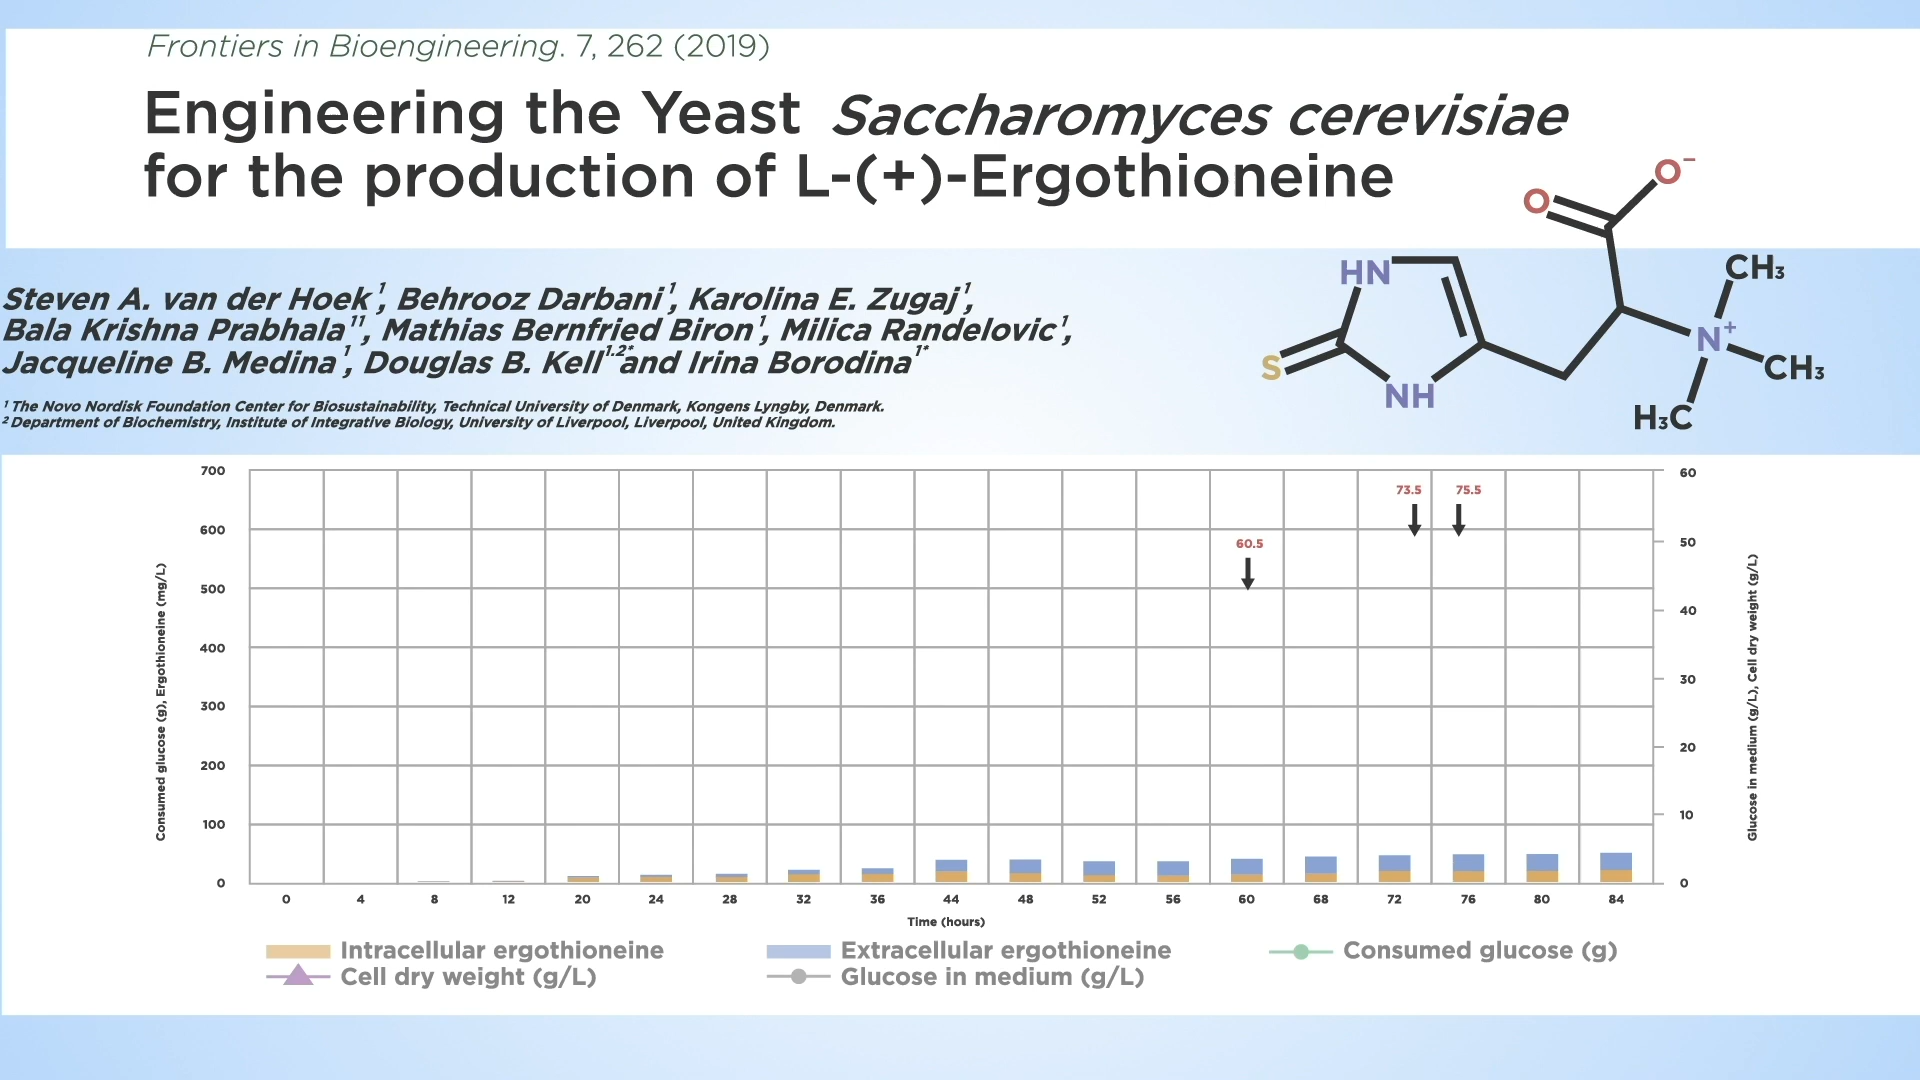 Frontiers in Bioengineering. 7, 262 (2019)
Engineering the Yeast Saccharomyces cerevisiae
for the production of L-(+)-Ergothioneine
O
O⁻
HN
CH₃
N⁺
S
CH₃
NH
H₃C
Steven A. van der Hoek¹, Behrooz Darbani¹, Karolina E. Zugaj¹,
Bala Krishna Prabhala¹¹, Mathias Bernfried Biron¹, Milica Randelovic¹,
Jacqueline B. Medina¹, Douglas B. Kell¹·²* and Irina Borodina¹*
¹ The Novo Nordisk Foundation Center for Biosustainability, Technical University of Denmark, Kongens Lyngby, Denmark.
² Department of Biochemistry, Institute of Integrative Biology, University of Liverpool, Liverpool, United Kingdom.
Consumed glucose (g), Ergothioneine (mg/L)
700
600
500
400
300
200
100
0
60.5
73.5
75.5
60
50
40
30
20
10
0
Glucose in medium (g/L), Cell dry weight (g/L)
0 4 8 12 20 24 28 32 36 44 48 52 56 60 68 72 76 80 84
Time (hours)
Intracellular ergothioneine Extracellular ergothioneine Consumed glucose (g)
Cell dry weight (g/L) Glucose in medium (g/L)